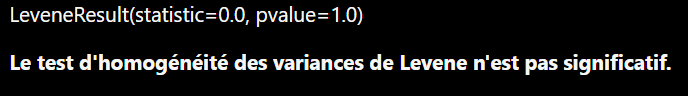 LeveneResult(statistic=0.0, pvalue=1.0)
Le test d'homogénéité des variances de Levene n'est pas significatif.